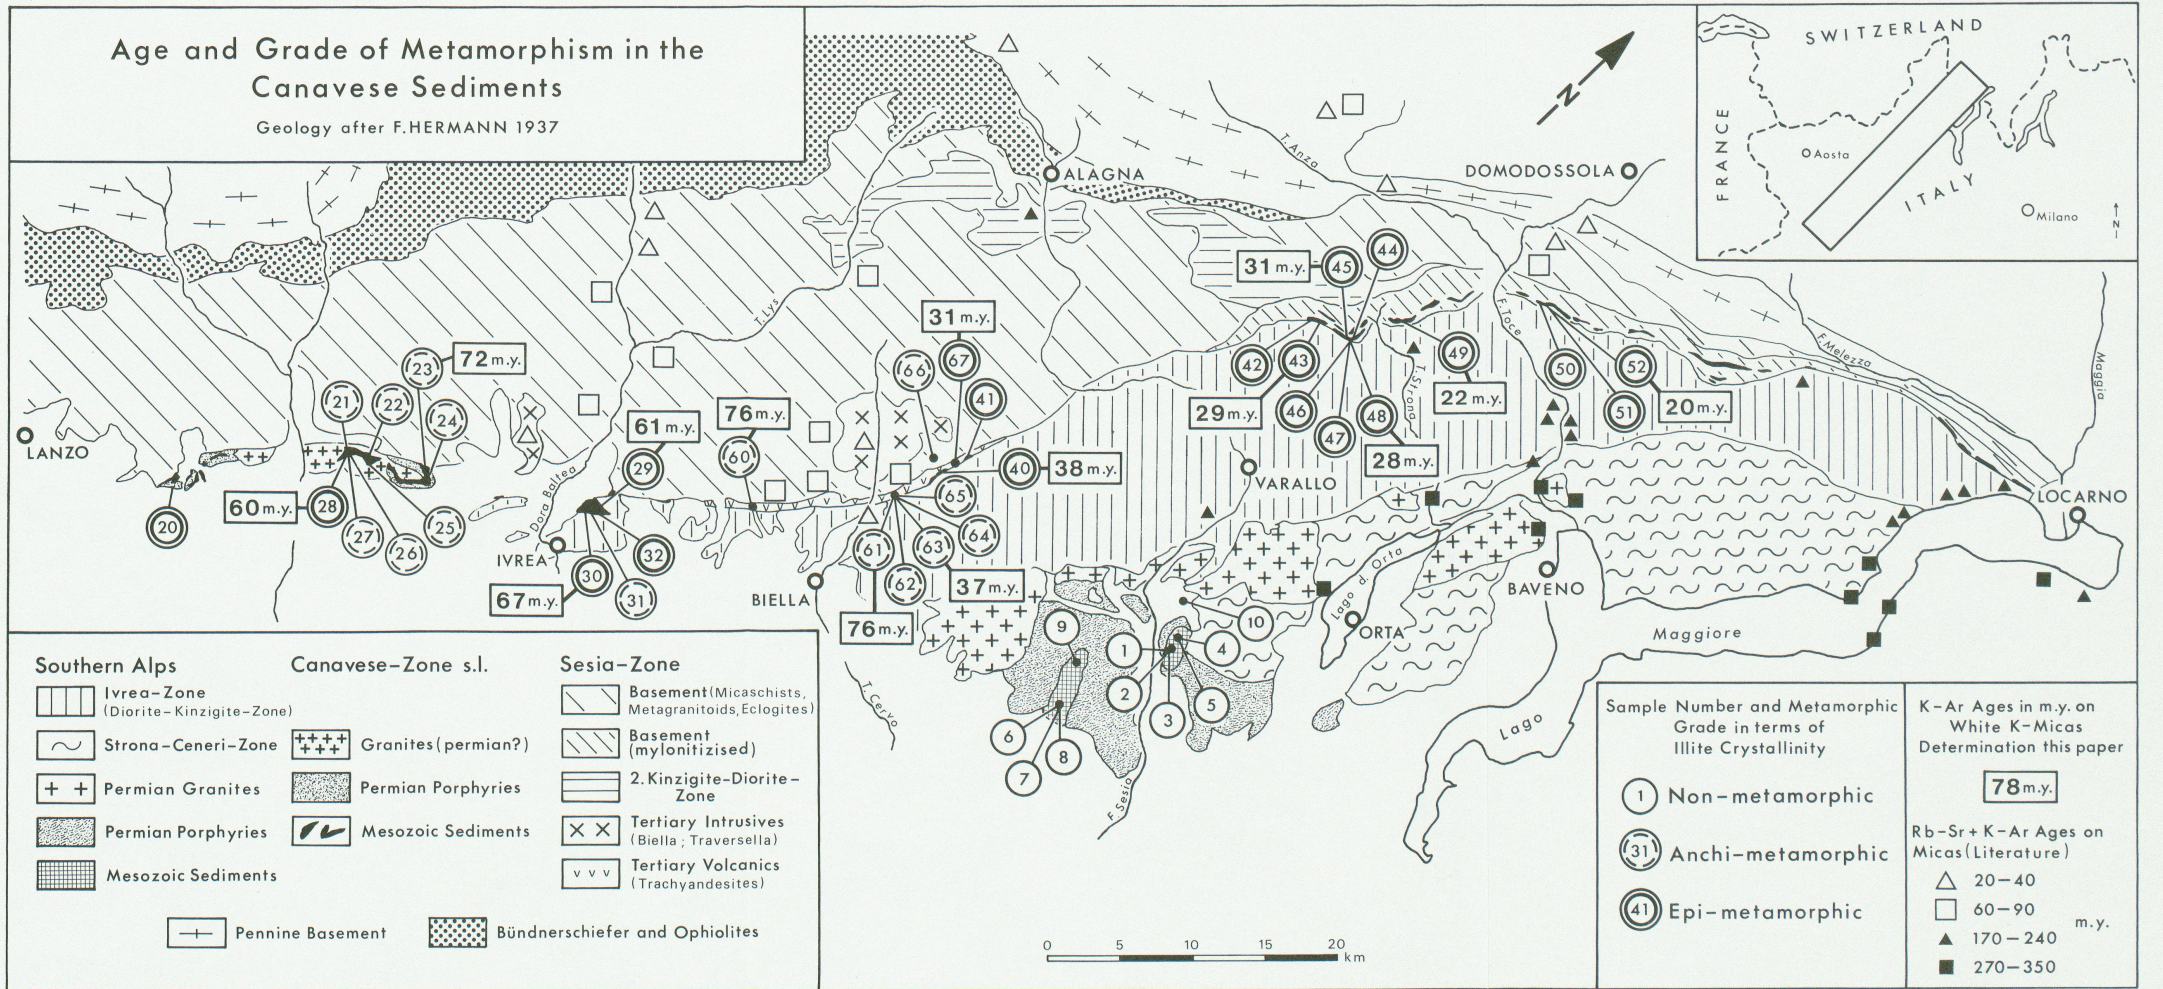 Age and Grade of Metamorphism in the
Canavese Sediments
Geology after F.HERMANN 1937
N
SWITZERLAND
FRANCE
Aosta
ITALY
Milano
N
ALAGNA
T. Anza
DOMODOSSOLA
T. Lys
31 m.y.
45
44
F. Toce
F. Melezza
Maggia
31 m.y.
67
66
41
42
43
29 m.y.
46
47
48
28 m.y.
T. Strona
49
22 m.y.
50
52
51
20 m.y.
LANZO
20
21
22
23
72 m.y.
24
60 m.y.
28
27
26
25
Dora Baltea
IVREA
61 m.y.
29
67 m.y.
30
31
32
76 m.y.
60
40
38 m.y.
65
64
63
61
62
37 m.y.
76 m.y.
BIELLA
T. Cervo
VARALLO
Lago d. Orta
ORTA
BAVENO
LOCARNO
Lago
Maggiore
F. Sesia
9
10
1
4
2
3
5
6
7
8
Southern Alps
Ivrea-Zone
(Diorite-Kinzigite-Zone)
Strona-Ceneri-Zone
Permian Granites
Permian Porphyries
Mesozoic Sediments
Canavese-Zone s.l.
Granites (permian?)
Permian Porphyries
Mesozoic Sediments
Sesia-Zone
Basement (Micaschists,
Metagranitoids, Eclogites)
Basement
(mylonitizised)
2. Kinzigite-Diorite-
Zone
Tertiary Intrusives
(Biella ; Traversella)
Tertiary Volcanics
(Trachyandesites)
Pennine Basement
Bündnerschiefer and Ophiolites
0 5 10 15 20 km
Sample Number and Metamorphic
Grade in terms of
Illite Crystallinity
1 Non-metamorphic
31 Anchi-metamorphic
41 Epi-metamorphic
K-Ar Ages in m.y. on
White K-Micas
Determination this paper
78 m.y.
Rb-Sr + K-Ar Ages on
Micas (Literature)
20-40
60-90
m.y.
170-240
270-350